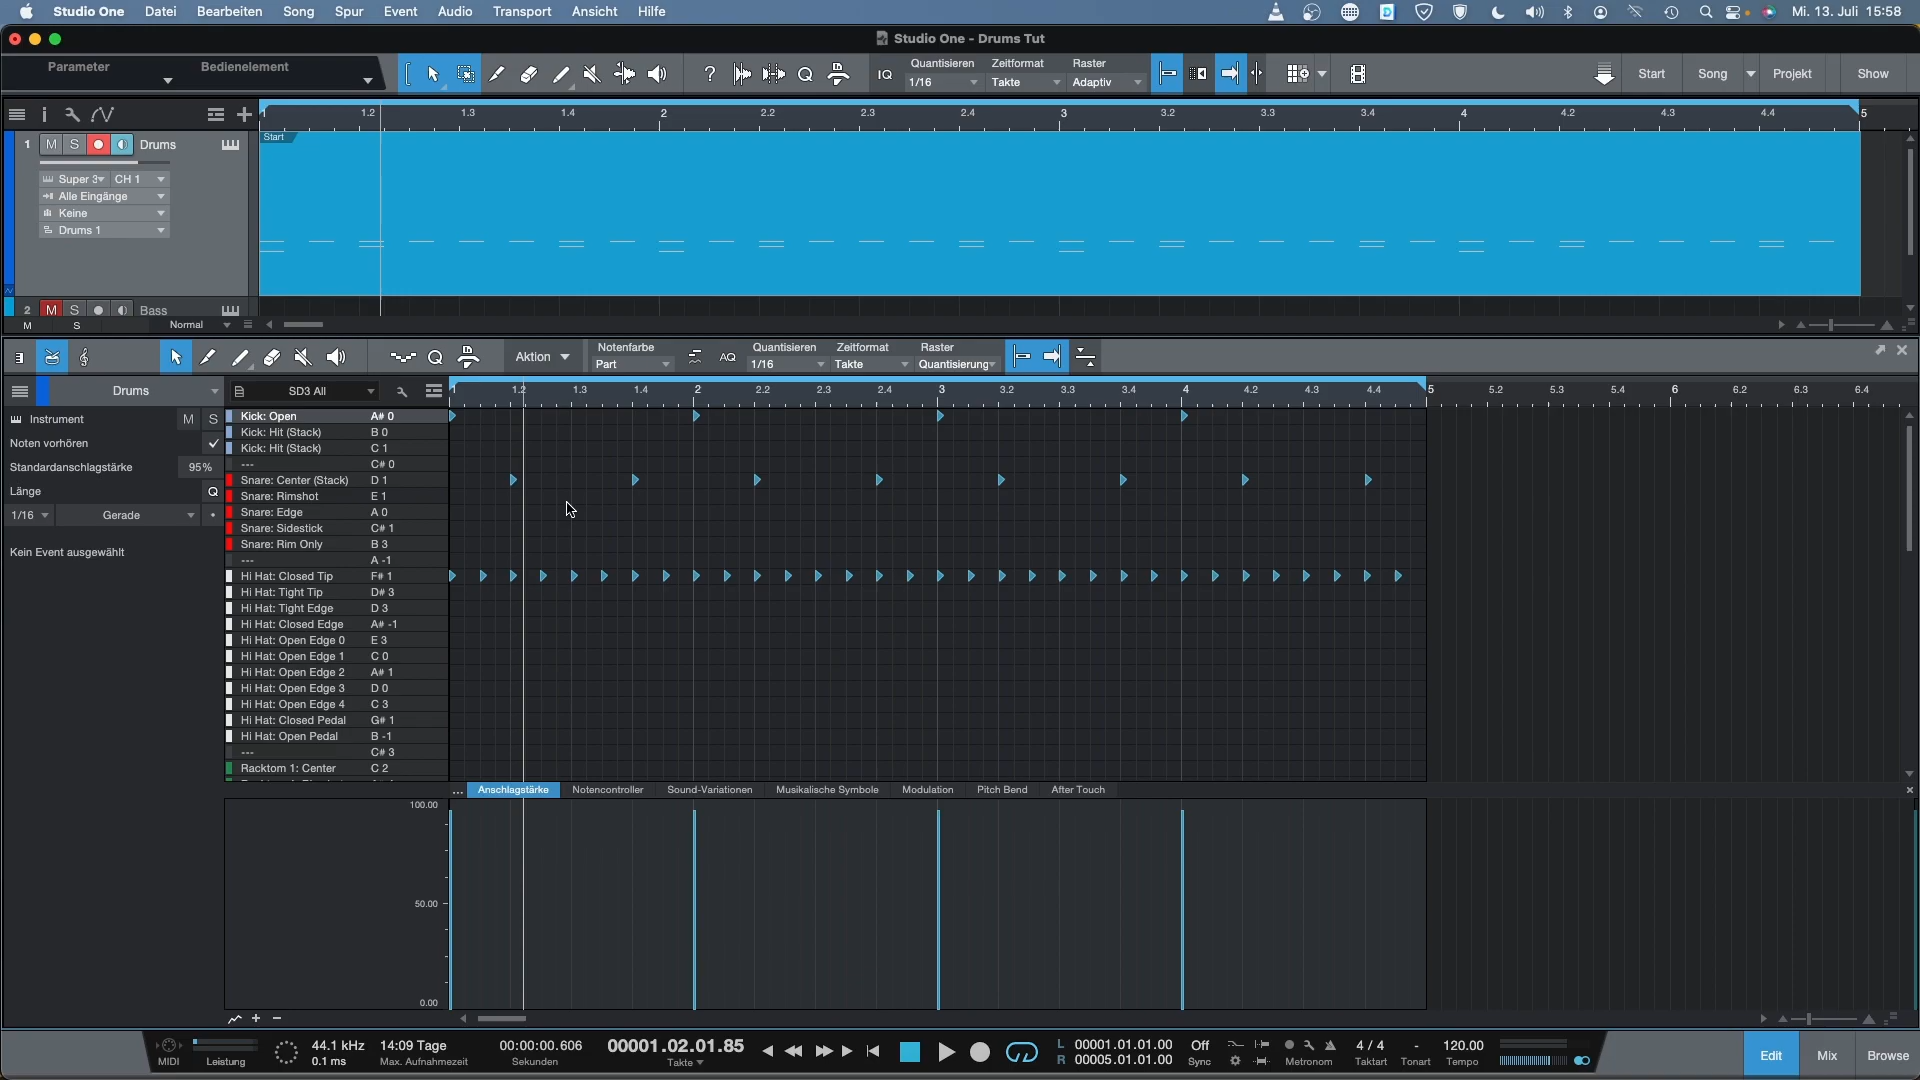 Studio One Datei Bearbeiten Song Spur Event Audio Transport Ansicht Hilfe Mi. 13. Juli 15:58
Studio One - Drums Tut
Parameter Bedienelement
IQ Quantisieren 1/16 Zeitformat Takte Raster Adaptiv
Start Song Projekt Show
1.2 1.3 1.4 2 2.2 2.3 2.4 3 3.2 3.3 3.4 4 4.2 4.3 4.4 5
Start
1 M S Drums
Super 3 CH 1
Alle Eingänge
Keine
Drums 1
2 M S Bass
M S Normal
Aktion Notenfarbe Part AQ Quantisieren 1/16 Zeitformat Takte Raster Quantisierung
Drums SD3 All
1.2 1.3 1.4 2 2.2 2.3 2.4 3 3.2 3.3 3.4 4 4.2 4.3 4.4 5 5.2 5.3 5.4 6 6.2 6.3 6.4
Instrument M S
Noten vorhören
Standardanschlagstärke 95%
Länge Q
1/16 Gerade
Kein Event ausgewählt
Kick: Open A# 0
Kick: Hit (Stack) B 0
Kick: Hit (Stack) C 1
--- C# 0
Snare: Center (Stack) D 1
Snare: Rimshot E 1
Snare: Edge A 0
Snare: Sidestick C# 1
Snare: Rim Only B 3
--- A -1
Hi Hat: Closed Tip F# 1
Hi Hat: Tight Tip D# 3
Hi Hat: Tight Edge D 3
Hi Hat: Closed Edge A# -1
Hi Hat: Open Edge 0 E 3
Hi Hat: Open Edge 1 C 0
Hi Hat: Open Edge 2 A# 1
Hi Hat: Open Edge 3 D 0
Hi Hat: Open Edge 4 C 3
Hi Hat: Closed Pedal G# 1
Hi Hat: Open Pedal B -1
--- C# 3
Racktom 1: Center C 2
... Anschlagstärke Notencontroller Sound-Variationen Musikalische Symbole Modulation Pitch Bend After Touch
100.00
50.00
0.00
MIDI Leistung
44.1 kHz
0.1 ms
14:09 Tage
Max. Aufnahmezeit
00:00:00.606
Sekunden
00001.02.01.85
Takte
L 00001.01.01.00
R 00005.01.01.00
Off
Sync
Metronom
4 / 4
Taktart
-
Tonart
120.00
Tempo
Edit Mix Browse